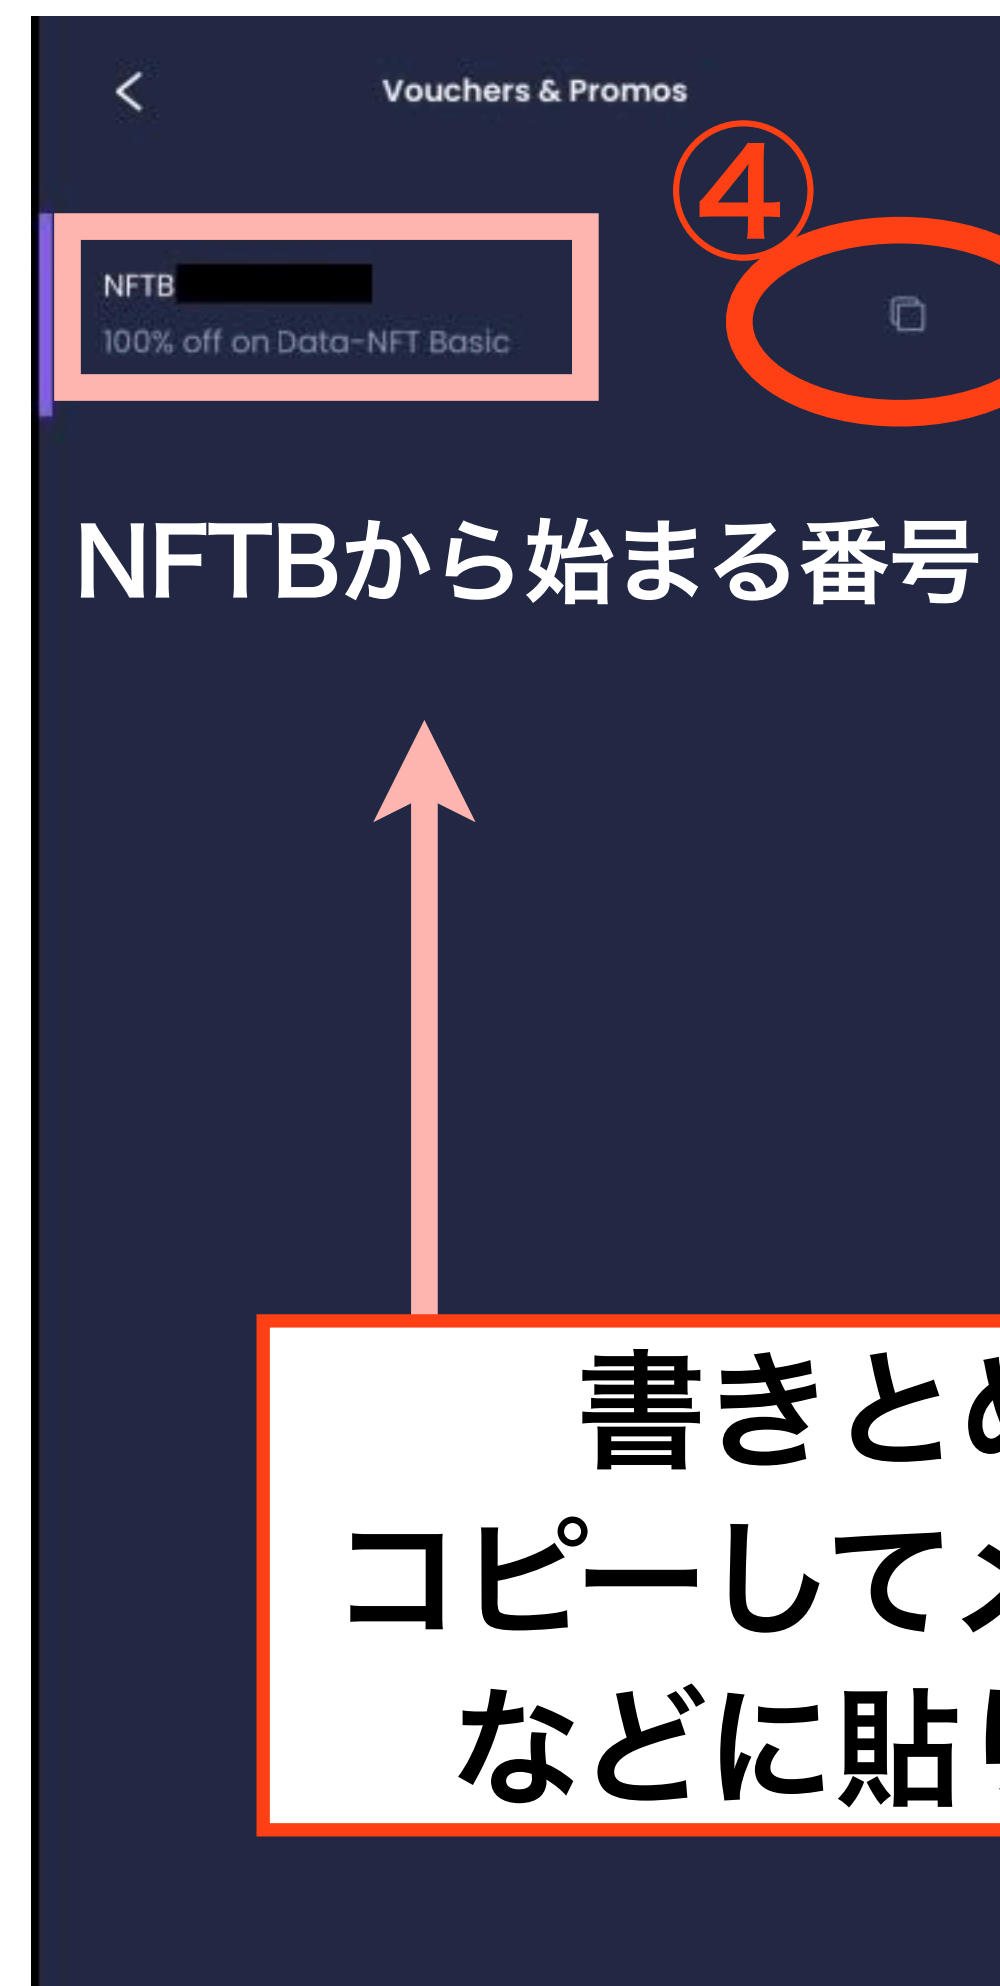 Vouchers & Promos
④
NFTB
100% off on Data-NFT Basic
NFTBから始まる番号
書きと
コピーして
などに貼